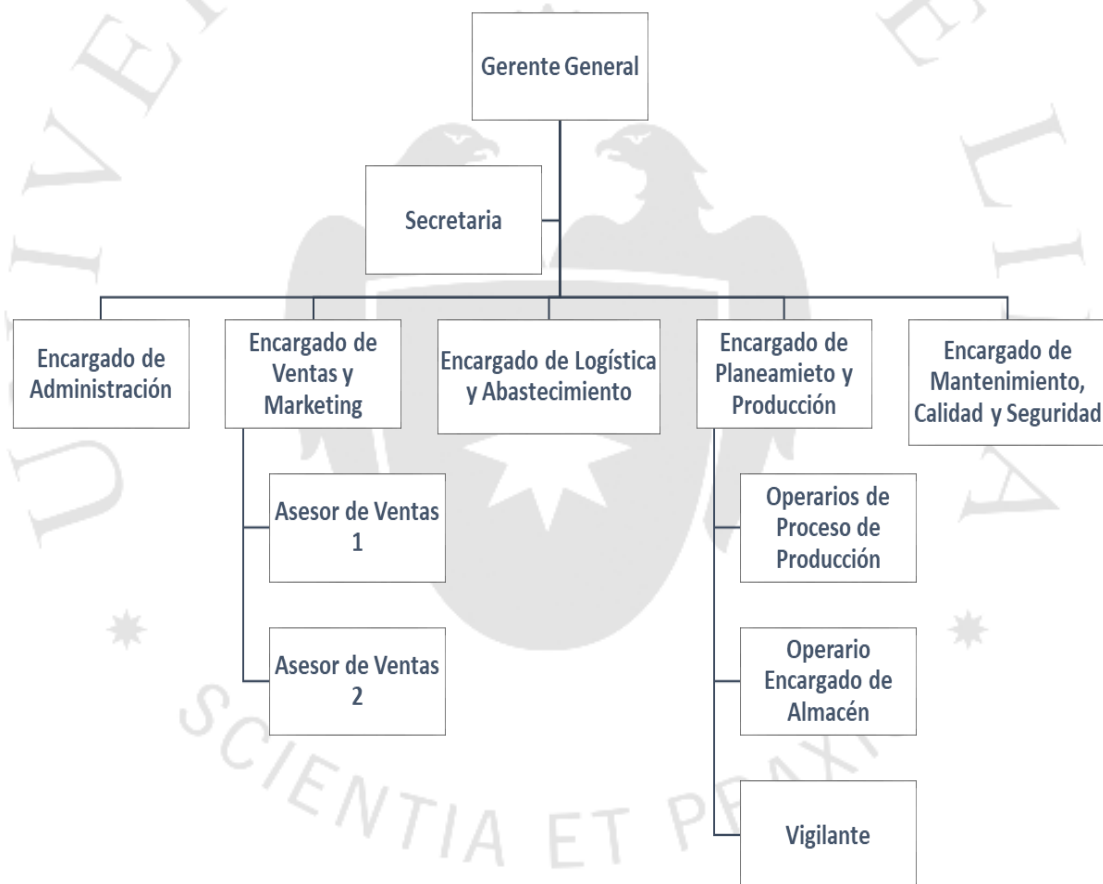 Gerente General
Secretaria
Encargado de
Administración
Encargado de
Ventas y
Marketing
Encargado de Logística
y Abastecimiento
Encargado de
Planeamieto y
Producción
Encargado de
Mantenimiento,
Calidad y Seguridad
Asesor de Ventas
1
Asesor de Ventas
2
Operarios de
Proceso de
Producción
Operario
Encargado de
Almacén
Vigilante
SCIENTIA ET PRAXIS